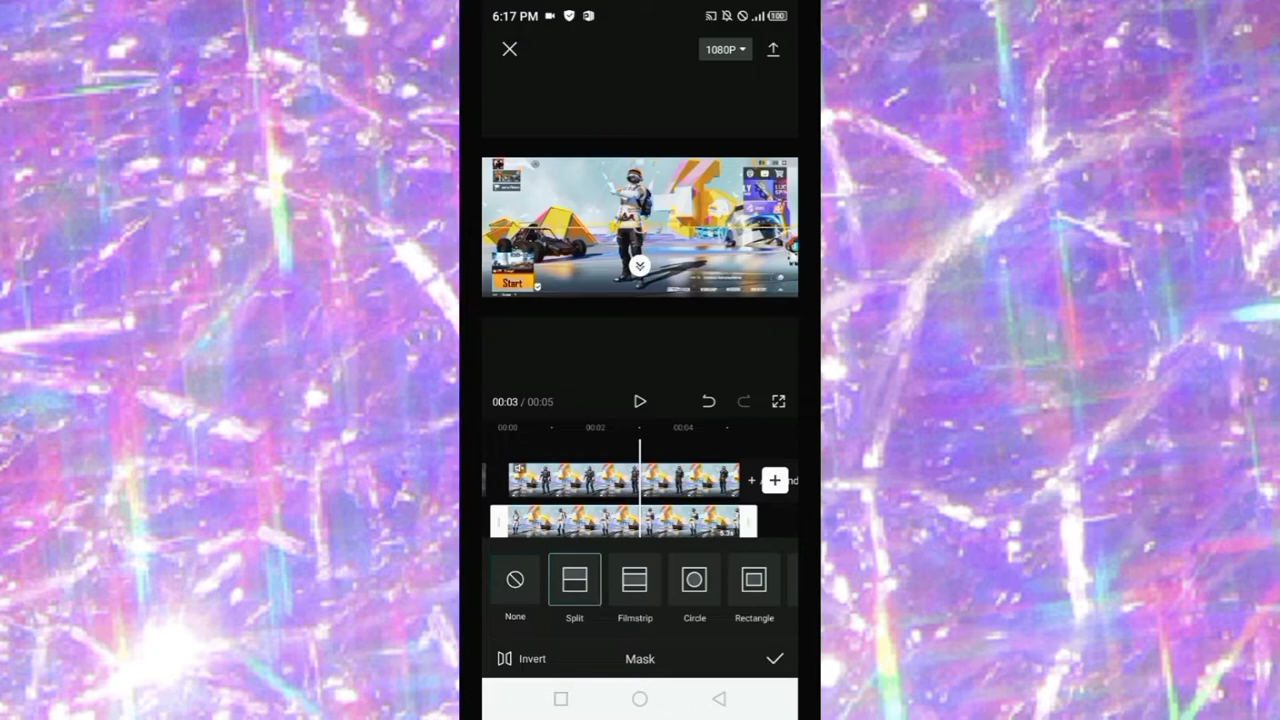 6:17 PM
100
1080P
Start
00:03 / 00:05
00:00
00:02
00:04
None
Split
Filmstrip
Circle
Rectangle
Invert
Mask